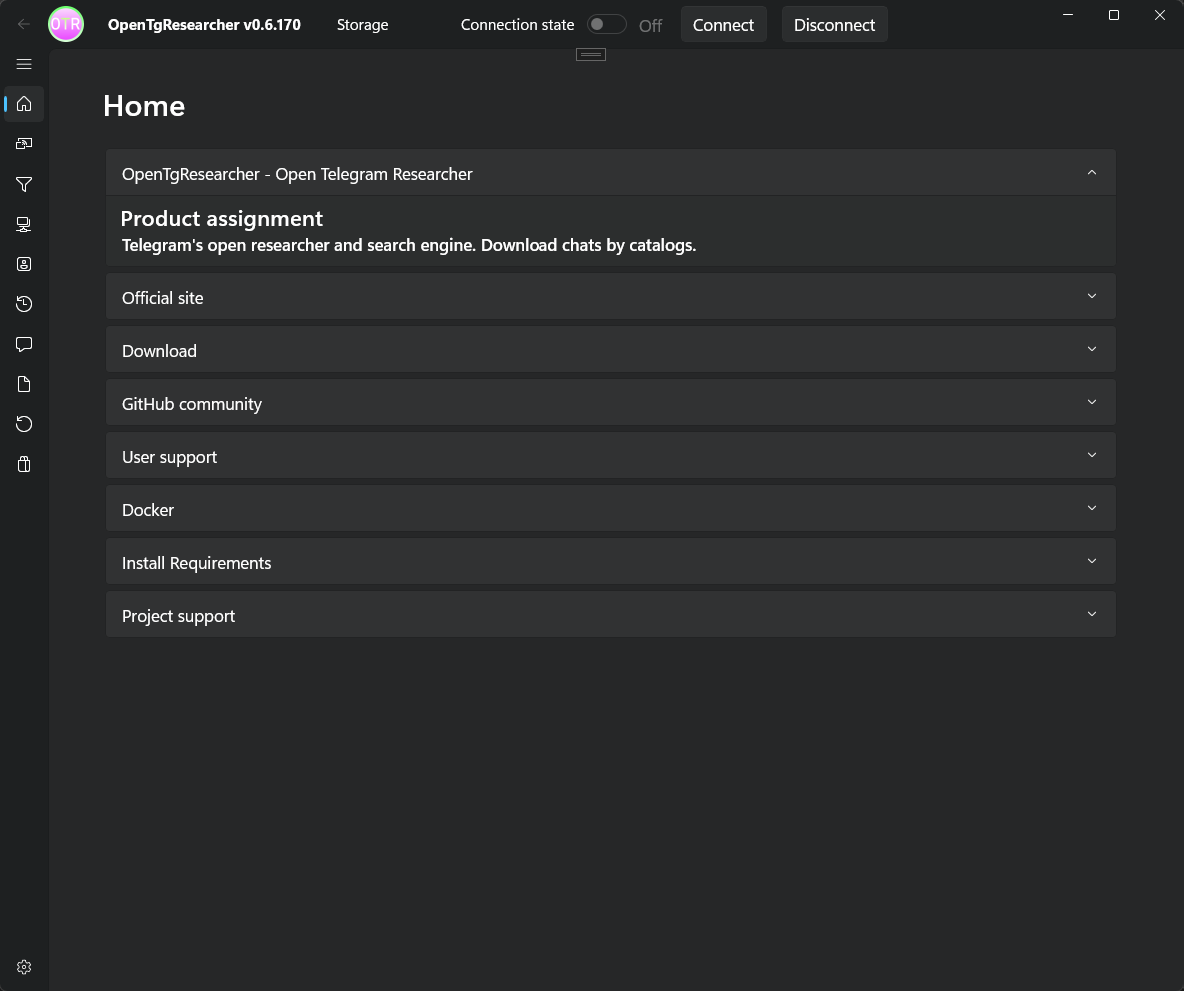 OTR
OpenTgResearcher v0.6.170
Storage
Connection state
Off
Connect
Disconnect
Home
OpenTgResearcher - Open Telegram Researcher
Product assignment
Telegram's open researcher and search engine. Download chats by catalogs.
Official site
Download
GitHub community
User support
Docker
Install Requirements
Project support